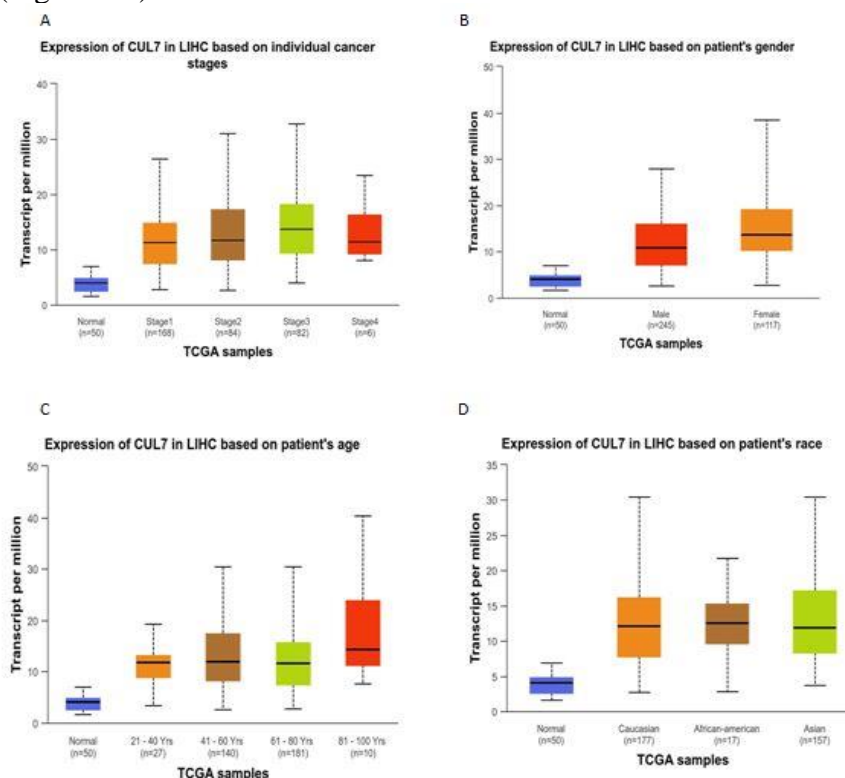 A
Expression of CUL7 in LIHC based on individual cancer
stages
40
30
20
10
0
Transcript per million
Normal
(n=50)
Stage1
(n=168)
Stage2
(n=84)
Stage3
(n=82)
Stage4
(n=6)
TCGA samples
B
Expression of CUL7 in LIHC based on patient's gender
50
40
30
20
10
0
Transcript per million
Normal
(n=50)
Male
(n=245)
Female
(n=117)
TCGA samples
C
Expression of CUL7 in LIHC based on patient's age
50
40
30
20
10
0
Transcript per million
Normal
(n=50)
21 - 40 Yrs
(n=27)
41 - 60 Yrs
(n=140)
61 - 80 Yrs
(n=181)
81 - 100 Yrs
(n=10)
TCGA samples
D
Expression of CUL7 in LIHC based on patient's race
35
30
25
20
15
10
5
0
Transcript per million
Normal
(n=50)
Caucasian
(n=177)
African-american
(n=17)
Asian
(n=157)
TCGA samples